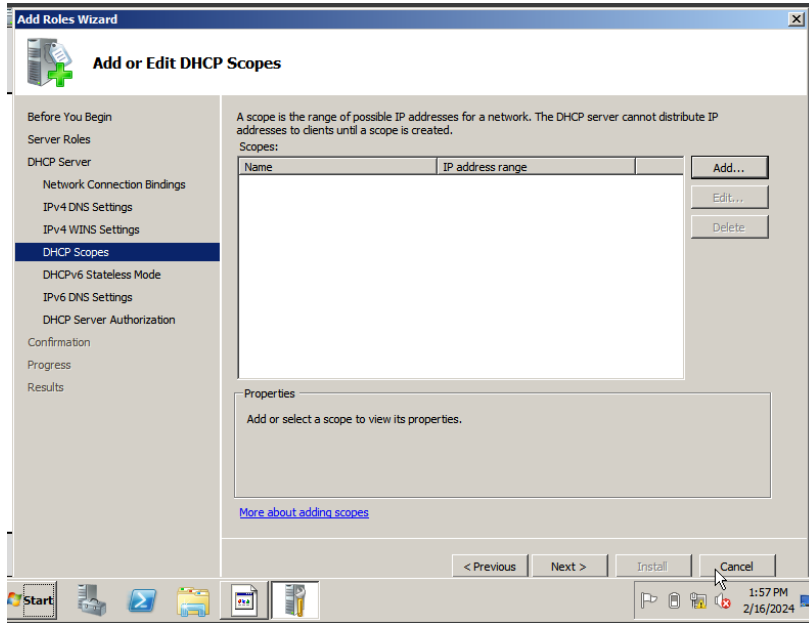 Add Roles Wizard
Add or Edit DHCP Scopes
Before You Begin
Server Roles
DHCP Server
Network Connection Bindings
IPv4 DNS Settings
IPv4 WINS Settings
DHCP Scopes
DHCPv6 Stateless Mode
IPv6 DNS Settings
DHCP Server Authorization
Confirmation
Progress
Results
A scope is the range of possible IP addresses for a network. The DHCP server cannot distribute IP
addresses to clients until a scope is created.
Scopes:
Name IP address range
Add...
Edit...
Delete
Properties
Add or select a scope to view its properties.
More about adding scopes
< Previous Next > Install Cancel
Start
1:57 PM
2/16/2024